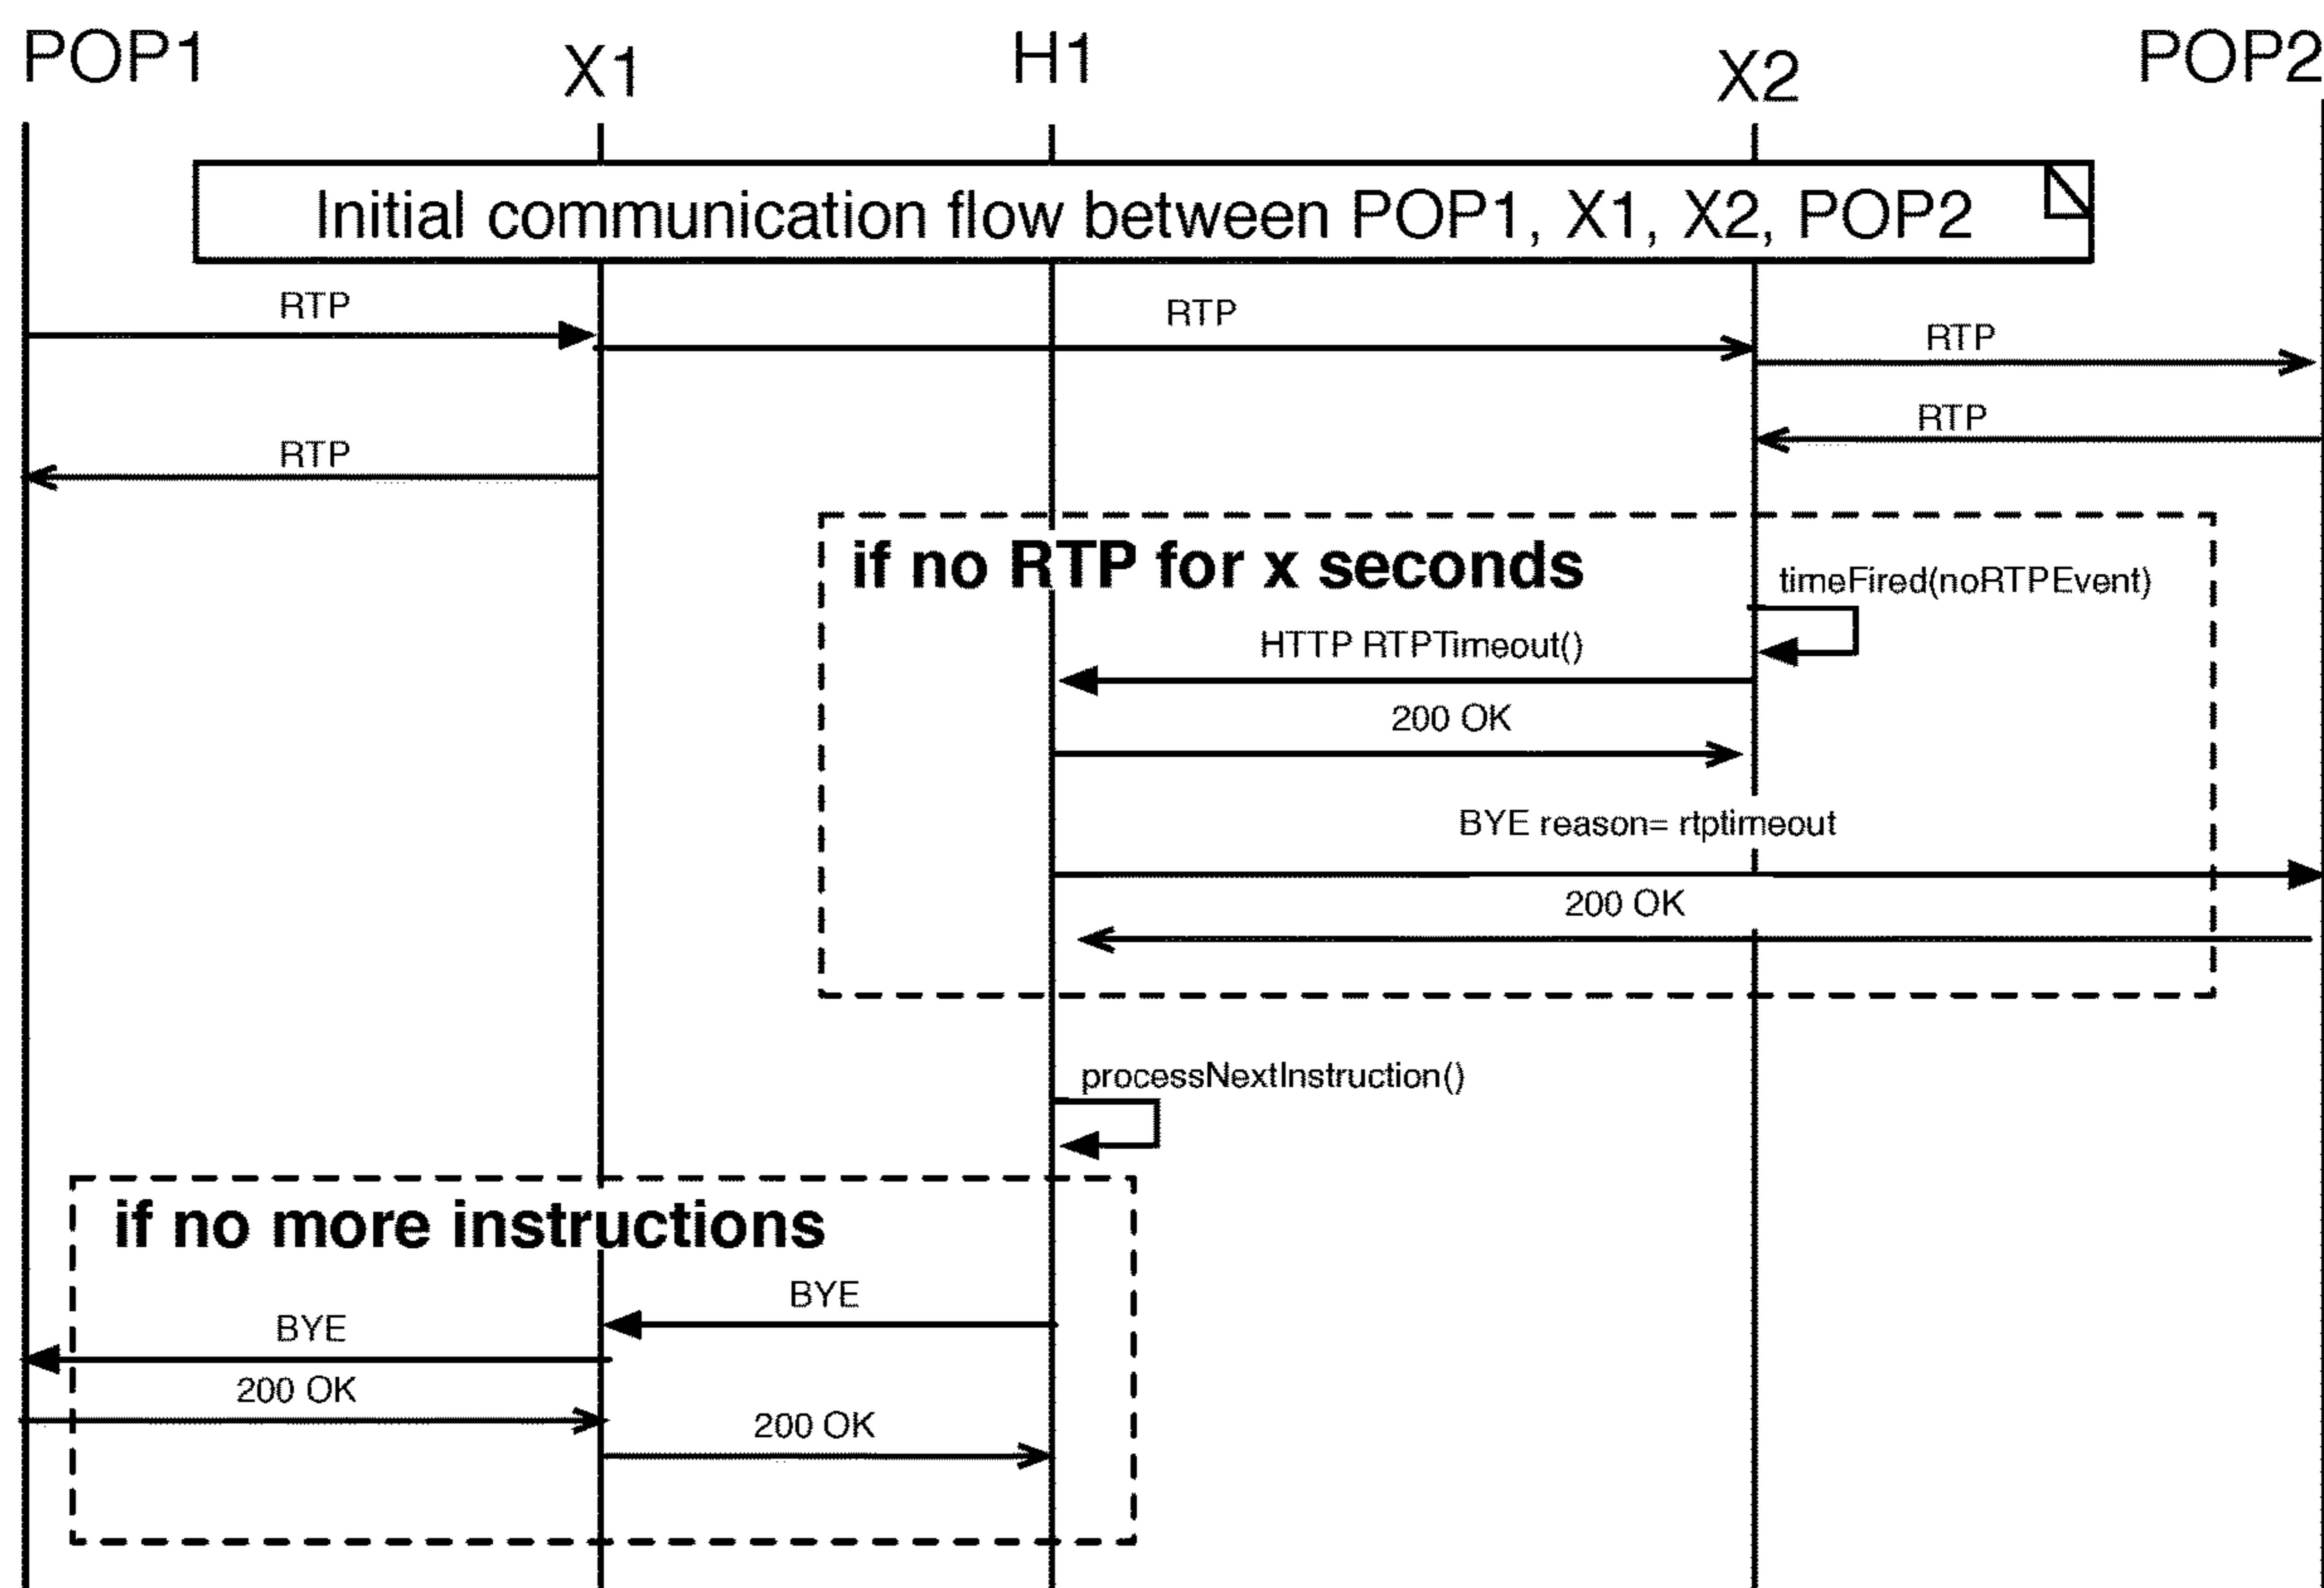 POP1
X1
H1
X2
POP2
Initial communication flow between POP1, X1, X2, POP2
RTP
RTP
RTP
RTP
RTP
if no RTP for x seconds
timeFired(noRTPEvent)
HTTP RTPTimeout()
200 OK
BYE reason= rtptimeout
200 OK
processNextInstruction()
if no more instructions
BYE
BYE
200 OK
200 OK